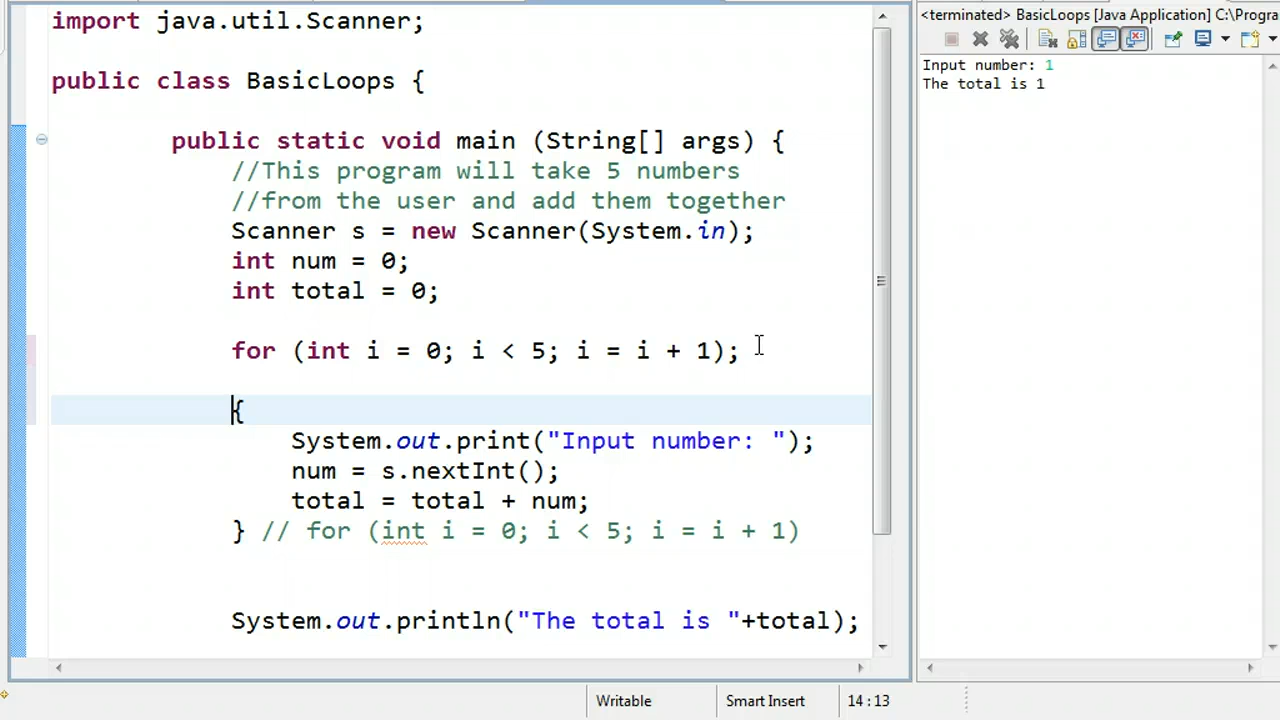 import java.util.Scanner;
public class BasicLoops {
public static void main (String[] args) {
//This program will take 5 numbers
//from the user and add them together
Scanner s = new Scanner(System.in);
int num = 0;
int total = 0;
for (int i = 0; i < 5; i = i + 1);
{
System.out.print("Input number: ");
num = s.nextInt();
total = total + num;
} // for (int i = 0; i < 5; i = i + 1)
System.out.println("The total is "+total);
Writable
Smart Insert
14 : 13
<terminated> BasicLoops [Java Application] C:\Progra
Input number: 1
The total is 1